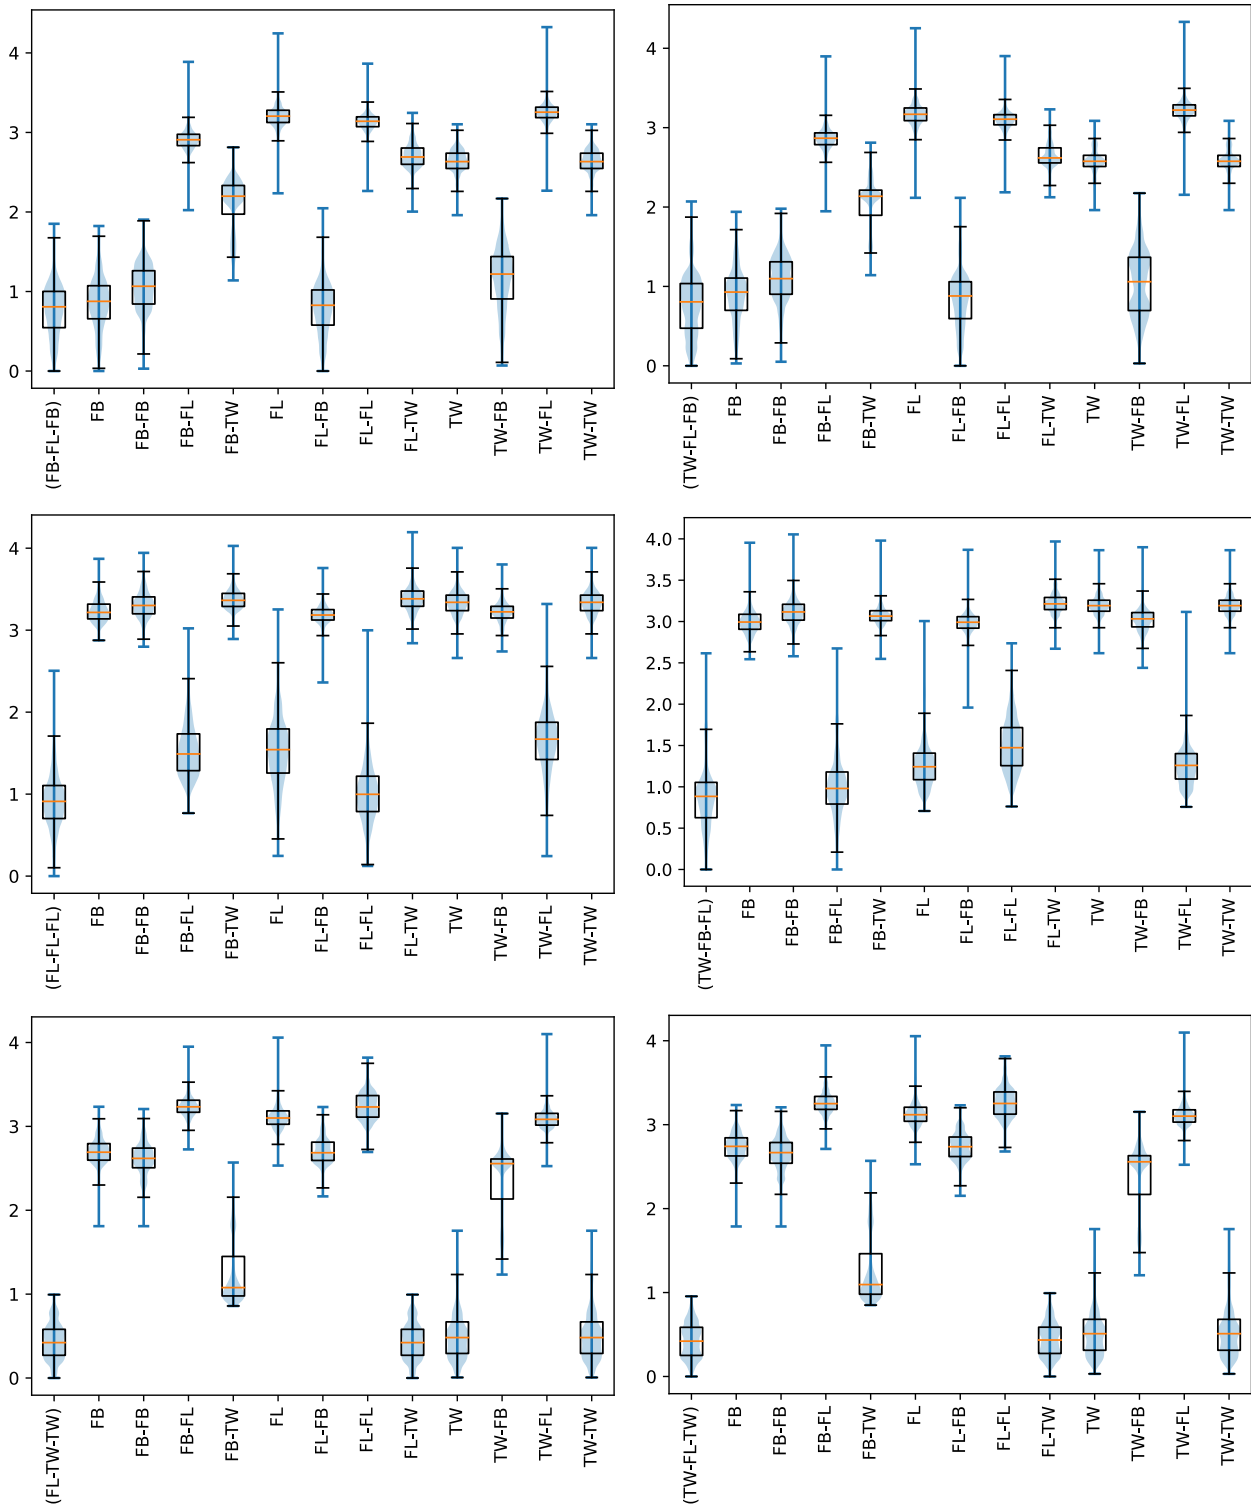 4
3
2
1
0
(FB-FL-FB)
FB
FB-FB
FB-FL
FB-TW
FL
FL-FB
FL-FL
FL-TW
TW
TW-FB
TW-FL
TW-TW
4
3
2
1
0
(TW-FL-FB)
FB
FB-FB
FB-FL
FB-TW
FL
FL-FB
FL-FL
FL-TW
TW
TW-FB
TW-FL
TW-TW
4
3
2
1
0
(FL-FL-FL)
FB
FB-FB
FB-FL
FB-TW
FL
FL-FB
FL-FL
FL-TW
TW
TW-FB
TW-FL
TW-TW
4.0
3.5
3.0
2.5
2.0
1.5
1.0
0.5
0.0
(TW-FB-FL)
FB
FB-FB
FB-FL
FB-TW
FL
FL-FB
FL-FL
FL-TW
TW
TW-FB
TW-FL
TW-TW
4
3
2
1
0
(FL-TW-TW)
FB
FB-FB
FB-FL
FB-TW
FL
FL-FB
FL-FL
FL-TW
TW
TW-FB
TW-FL
TW-TW
4
3
2
1
0
(TW-FL-TW)
FB
FB-FB
FB-FL
FB-TW
FL
FL-FB
FL-FL
FL-TW
TW
TW-FB
TW-FL
TW-TW